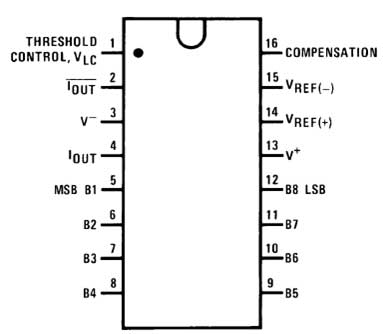 THRESHOLD 1 16
CONTROL, VLC COMPENSATION
2 15
IOUT VREF(−)
3 14
V− VREF(+)
4 13
IOUT V+
5 12
MSB B1 B8 LSB
6 11
B2 B7
7 10
B3 B6
8 9
B4 B5